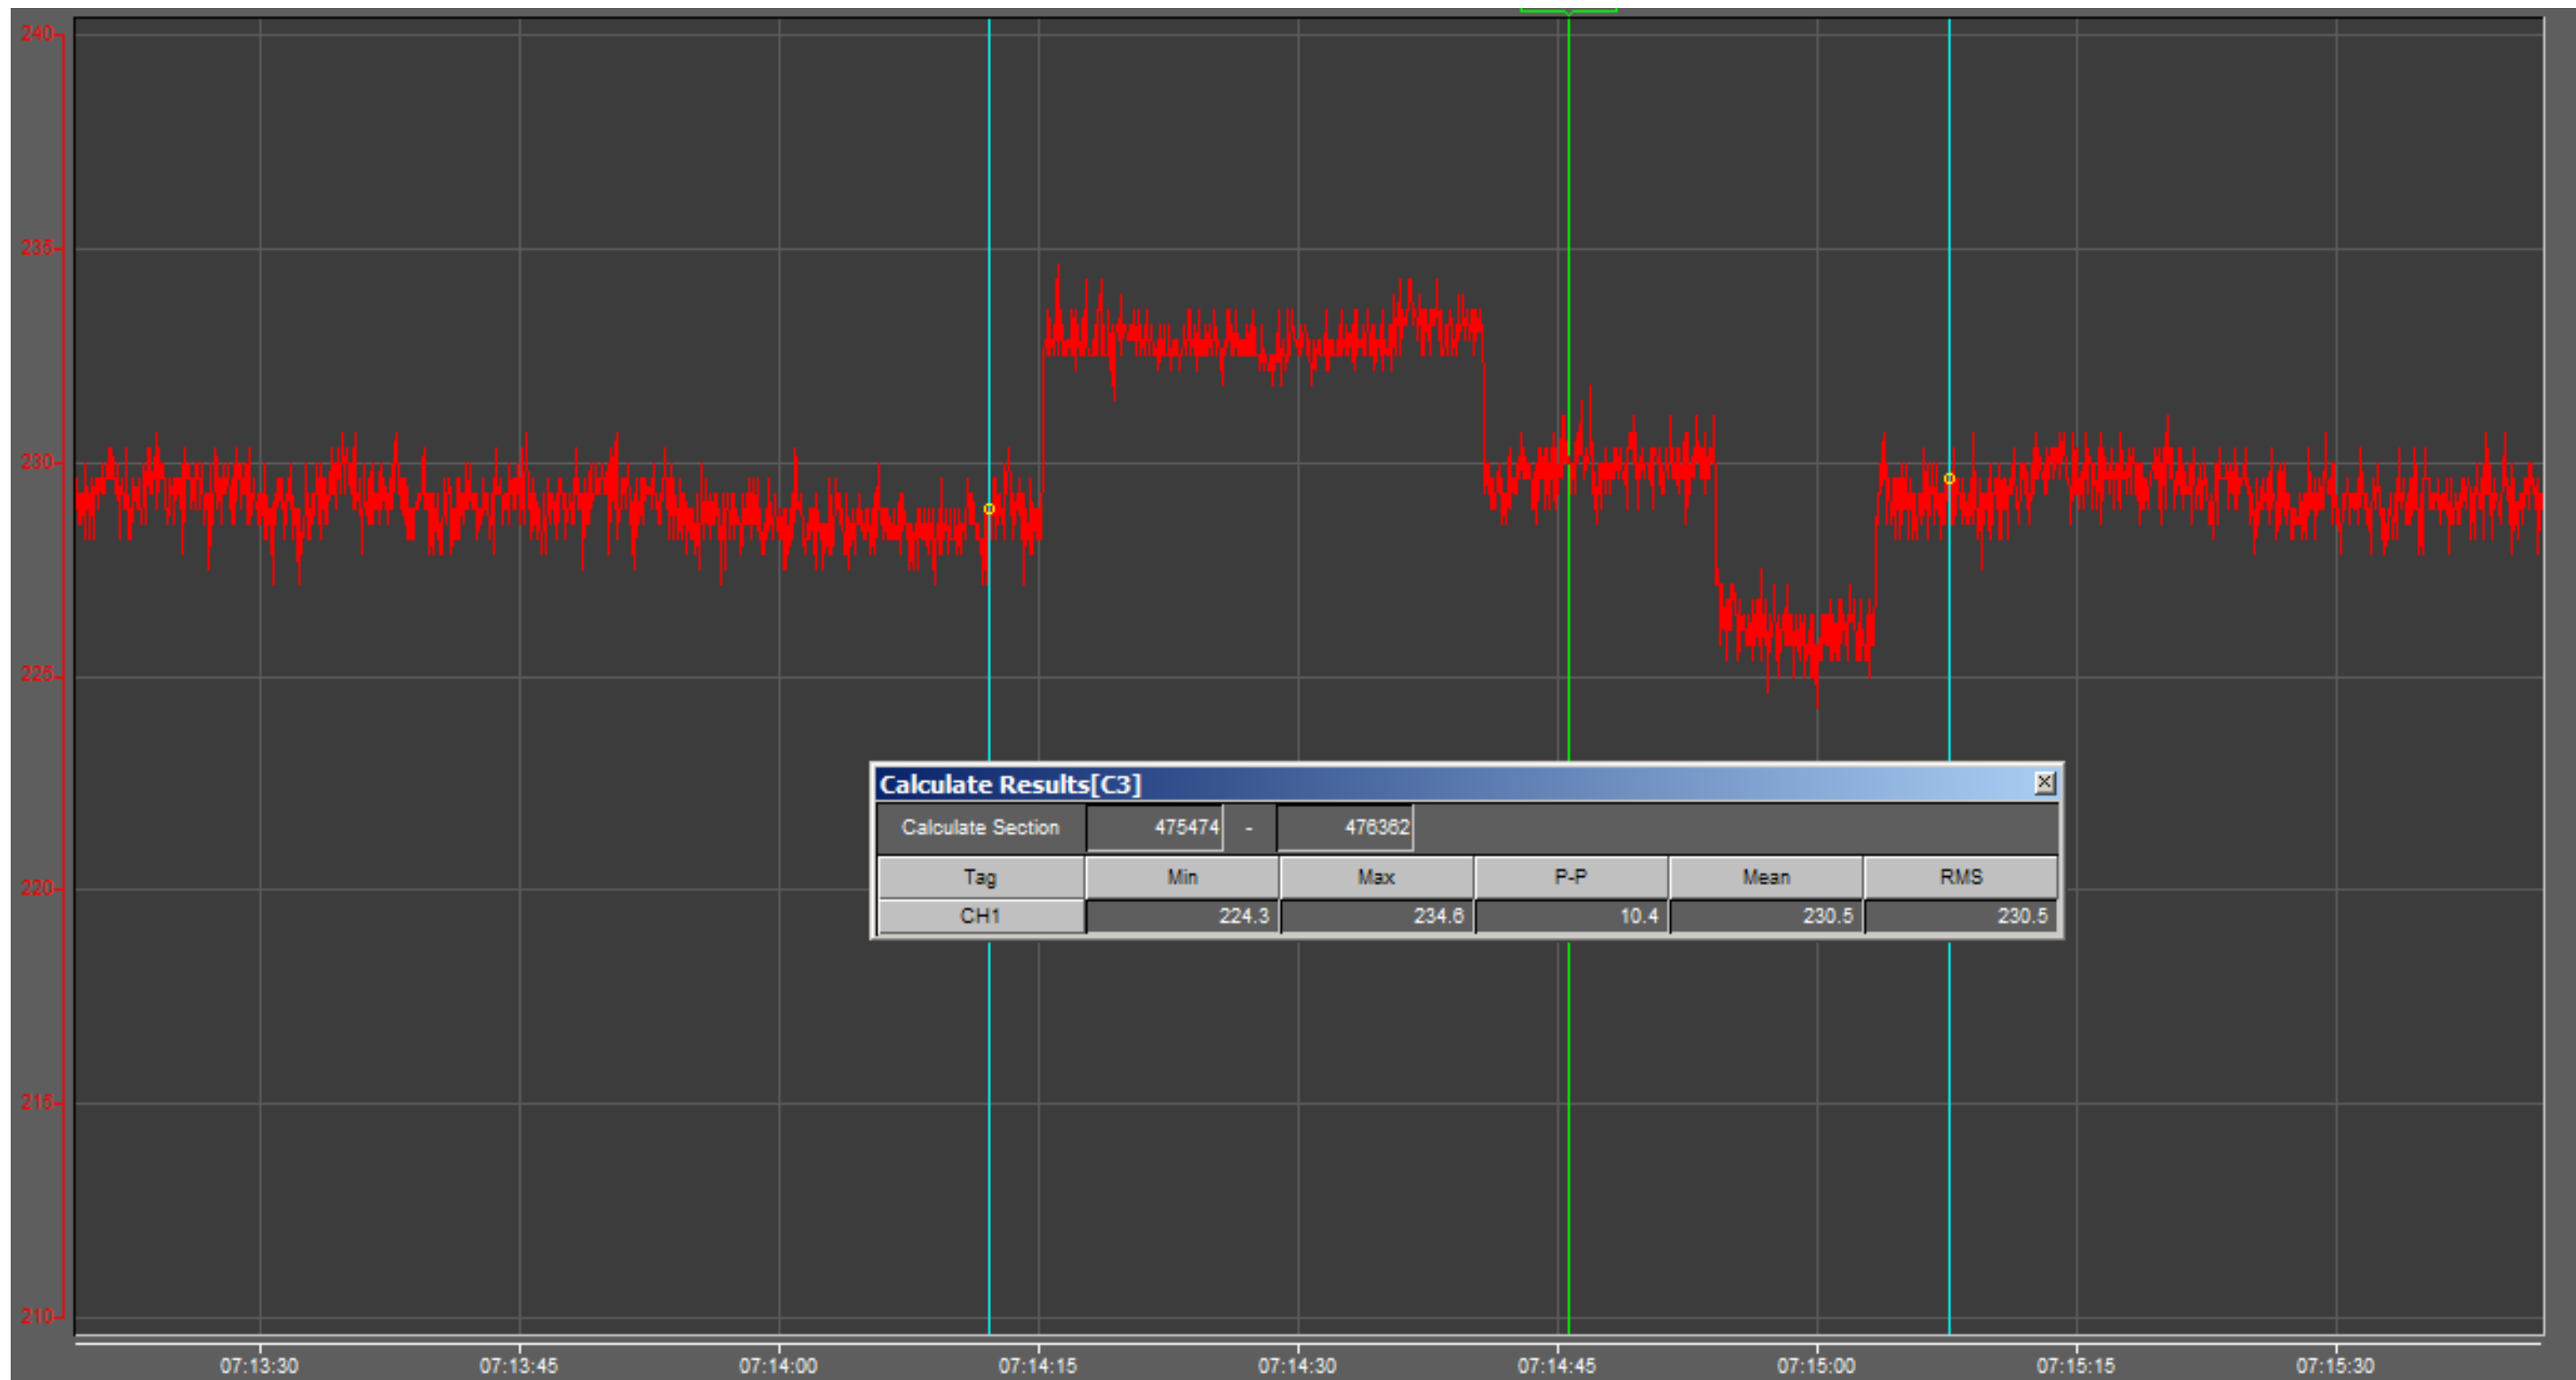 240
235
230
225
220
215
210
Calculate Results[C3]
Calculate Section 475474 - 476362
Tag Min Max P-P Mean RMS
CH1 224.3 234.6 10.4 230.5 230.5
07:13:30 07:13:45 07:14:00 07:14:15 07:14:30 07:14:45 07:15:00 07:15:15 07:15:30